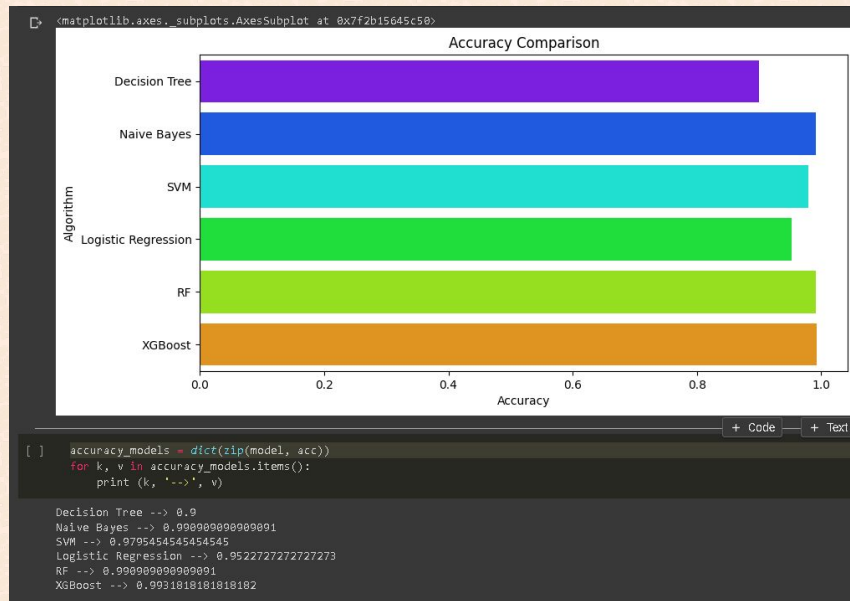 <matplotlib.axes._subplots.AxesSubplot at 0x7f2b15645c50>
Accuracy Comparison
Decision Tree
Naive Bayes
SVM
Logistic Regression
RF
XGBoost
Algorithm
0.0 0.2 0.4 0.6 0.8 1.0
Accuracy
+ Code + Text
[ ] accuracy_models = dict(zip(model, acc))
for k, v in accuracy_models.items():
print (k, '-->', v)
Decision Tree --> 0.9
Naive Bayes --> 0.990909090909091
SVM --> 0.9795454545454545
Logistic Regression --> 0.9522727272727273
RF --> 0.990909090909091
XGBoost --> 0.9931818181818182